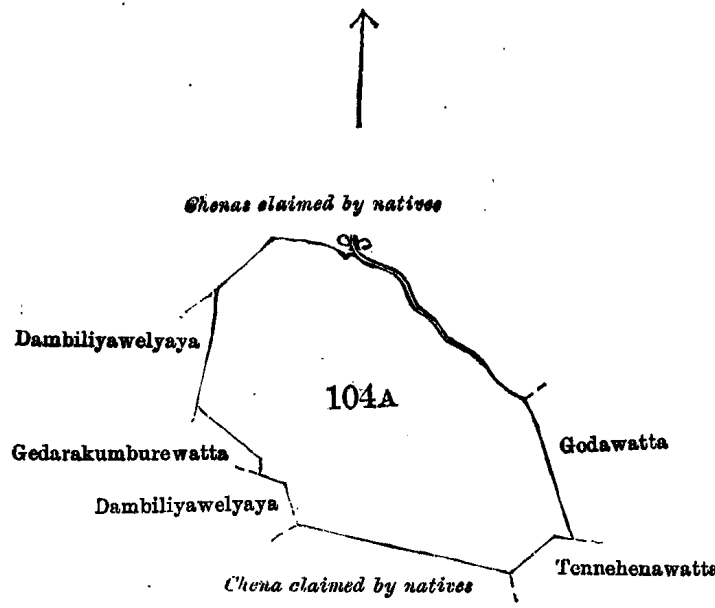 Chenas claimed by natives
Dambiliyawelyaya
104A
Gedarakumburewatta
Godawatta
Dambiliyawelyaya
Tennehenawatta
Chena claimed by natives